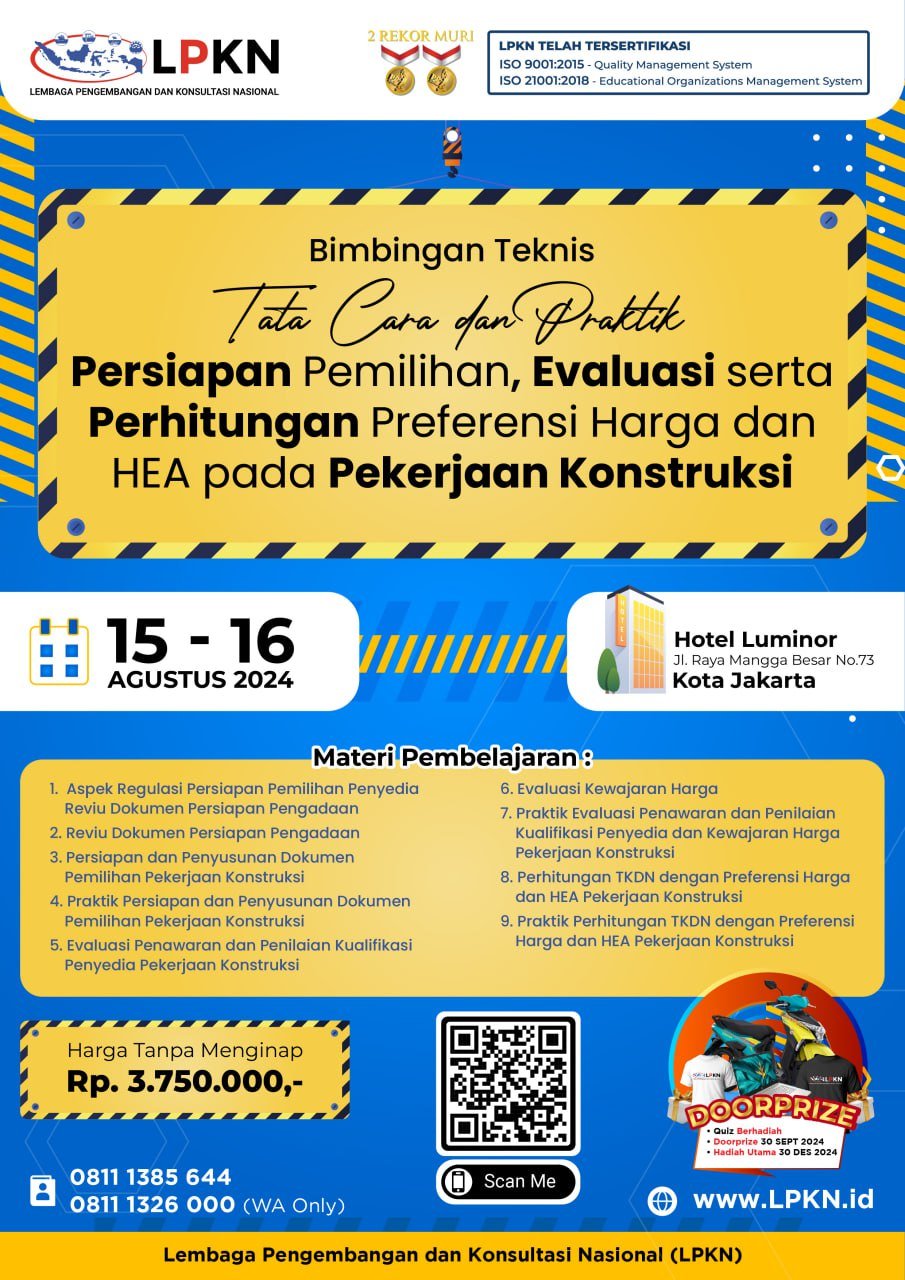 LPKN
LEMBAGA PENGEMBANGAN DAN KONSULTASI NASIONAL
2 REKOR MURI
LPKN TELAH TERSERTIFIKASI
ISO 9001:2015 - Quality Management System
ISO 21001:2018 - Educational Organizations Management System
Bimbingan Teknis
Tata Cara dan Praktik
Persiapan Pemilihan, Evaluasi serta
Perhitungan Preferensi Harga dan
HEA pada Pekerjaan Konstruksi
15 - 16
AGUSTUS 2024
HOTEL
Hotel Luminor
Jl. Raya Mangga Besar No.73
Kota Jakarta
Materi Pembelajaran :
1. Aspek Regulasi Persiapan Pemilihan Penyedia
Reviu Dokumen Persiapan Pengadaan
2. Reviu Dokumen Persiapan Pengadaan
3. Persiapan dan Penyusunan Dokumen
Pemilihan Pekerjaan Konstruksi
4. Praktik Persiapan dan Penyusunan Dokumen
Pemilihan Pekerjaan Konstruksi
5. Evaluasi Penawaran dan Penilaian Kualifikasi
Penyedia Pekerjaan Konstruksi
6. Evaluasi Kewajaran Harga
7. Praktik Evaluasi Penawaran dan Penilaian
Kualifikasi Penyedia dan Kewajaran Harga
Pekerjaan Konstruksi
8. Perhitungan TKDN dengan Preferensi Harga
dan HEA Pekerjaan Konstruksi
9. Praktik Perhitungan TKDN dengan Preferensi
Harga dan HEA Pekerjaan Konstruksi
Harga Tanpa Menginap
Rp. 3.750.000,-
0811 1385 644
0811 1326 000 (WA Only)
Scan Me
LPKN
LPKN
DOORPRIZE
• Quiz Berhadiah
• Doorprize 30 SEPT 2024
• Hadiah Utama 30 DES 2024
www.LPKN.id
Lembaga Pengembangan dan Konsultasi Nasional (LPKN)